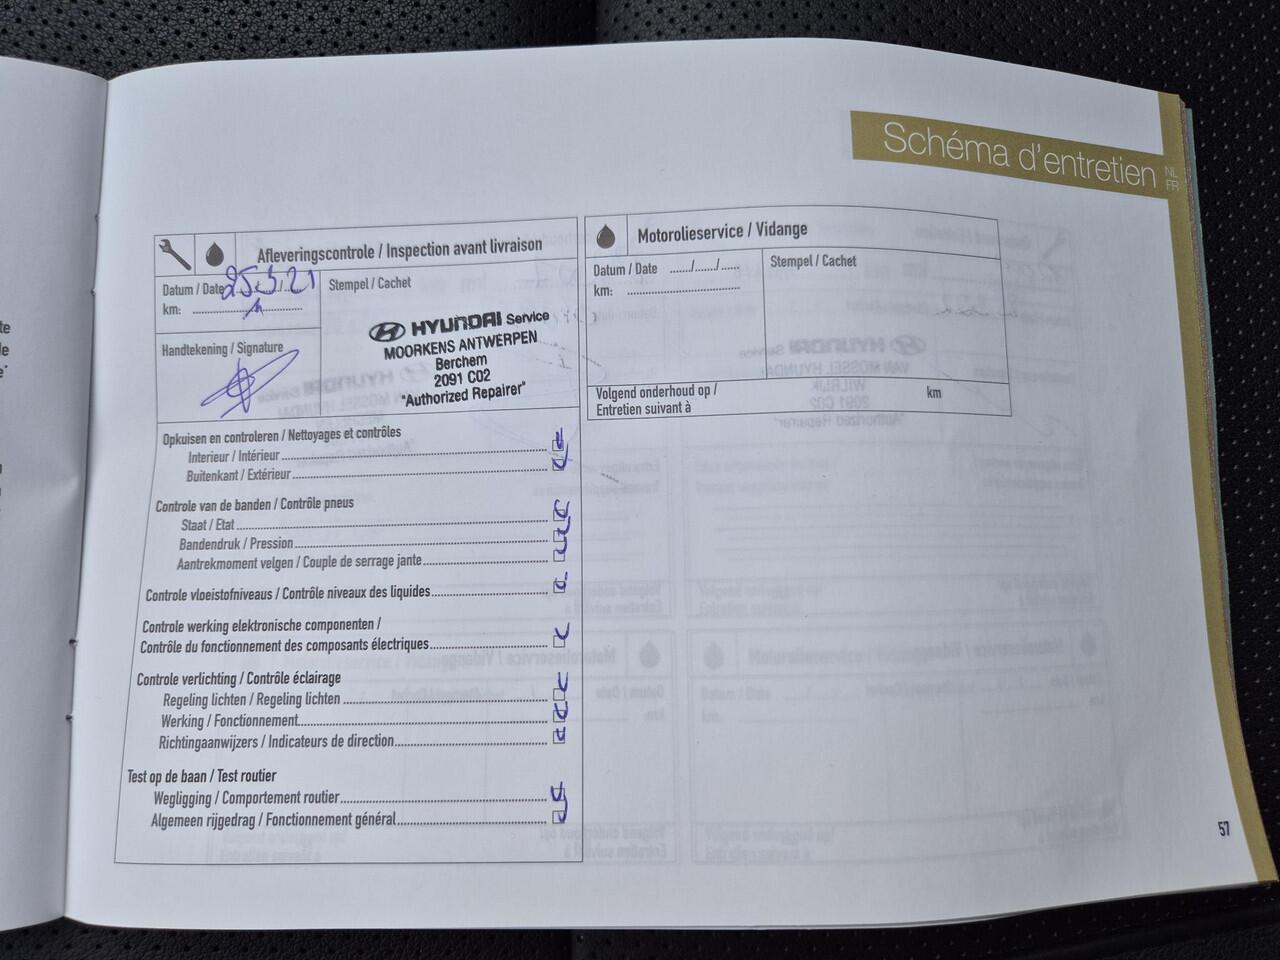 Schéma d'entretien
NL
FR
Afleveringscontrole / Inspection avant livraison
Datum / Date 25.3.21
km:
Stempel / Cachet
Handtekening / Signature
HYUNDAI Service
MOORKENS ANTWERPEN
Berchem
2091 C02
"Authorized Repairer"
Opkuisen en controleren / Nettoyages et contrôles
Interieur / Intérieur
Buitenkant / Extérieur
Controle van de banden / Contrôle pneus
Staat / Etat
Bandendruk / Pression
Aantrekmoment velgen / Couple de serrage jante
Controle vloeistofniveaus / Contrôle niveaux des liquides
Controle werking elektronische componenten /
Contrôle du fonctionnement des composants électriques
Controle verlichting / Contrôle éclairage
Regeling lichten / Regeling lichten
Werking / Fonctionnement
Richtingaanwijzers / Indicateurs de direction
Test op de baan / Test routier
Wegligging / Comportement routier
Algemeen rijgedrag / Fonctionnement général
Motorolieservice / Vidange
Datum / Date ....../....../......
km:
Stempel / Cachet
Volgend onderhoud op /
Entretien suivant à
km
57